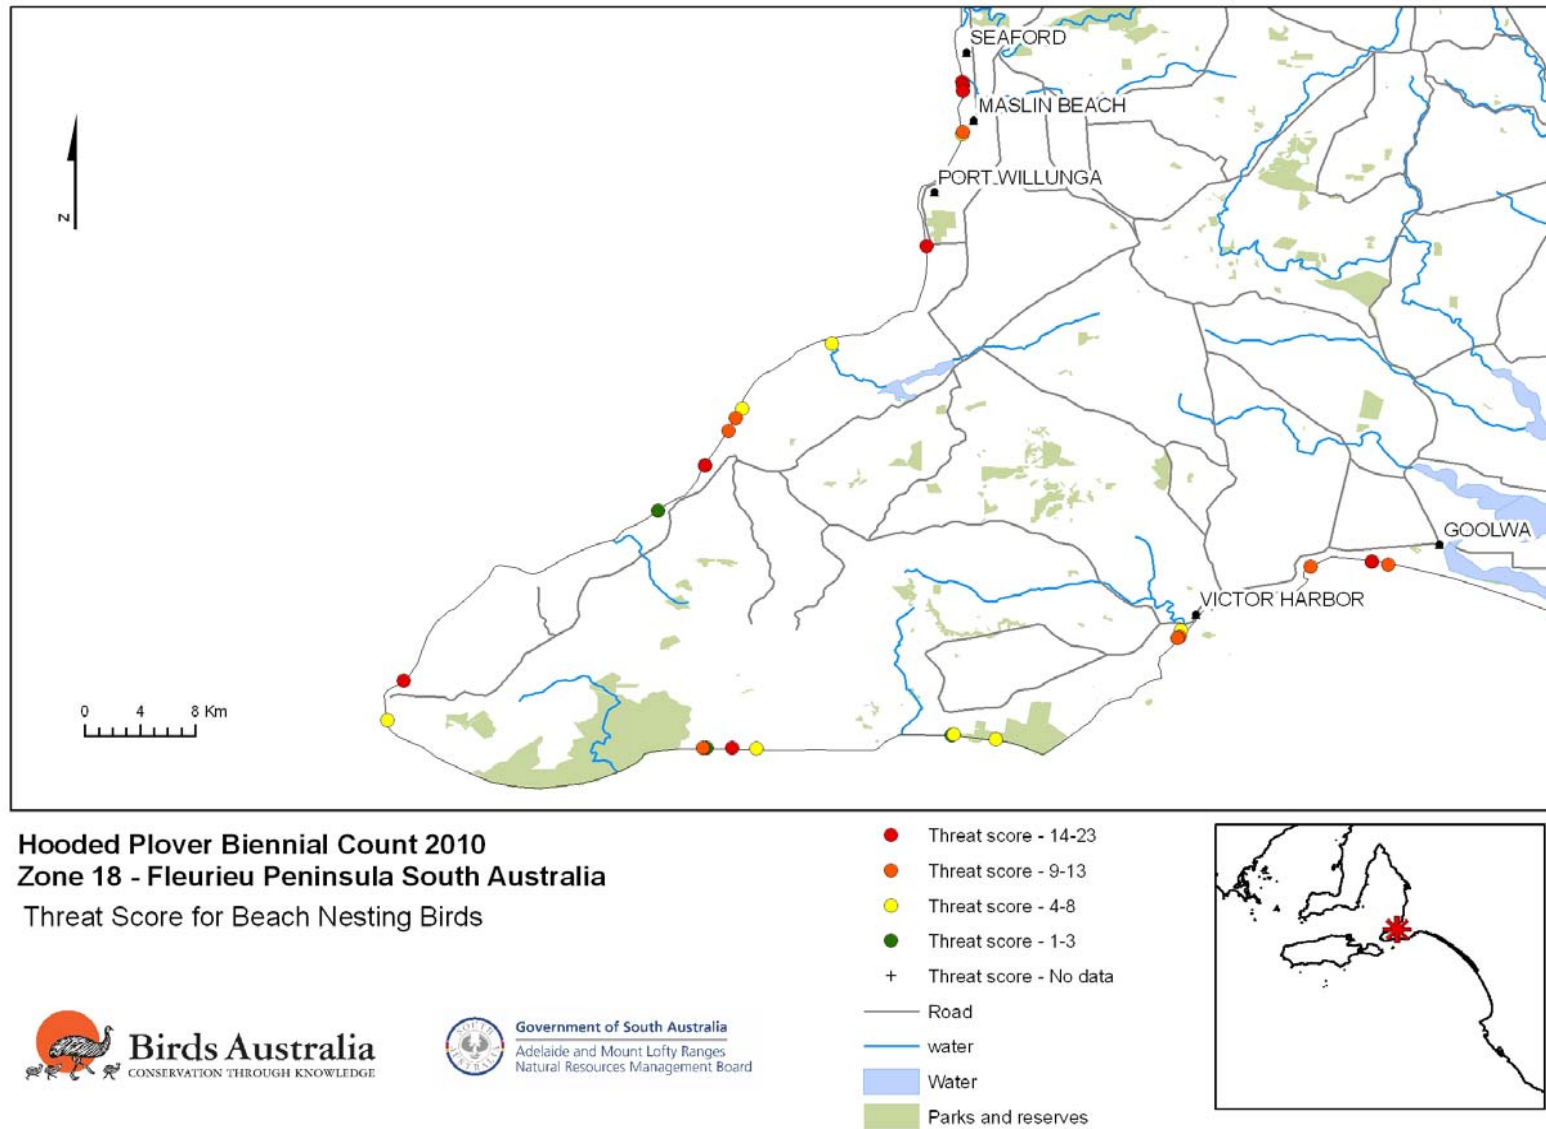 SEAFORD
MASLIN BEACH
PORT WILLUNGA
GOOLWA
VICTOR HARBOR
N
0 4 8 Km
Hooded Plover Biennial Count 2010
Zone 18 - Fleurieu Peninsula South Australia
Threat Score for Beach Nesting Birds
Birds Australia
CONSERVATION THROUGH KNOWLEDGE
SOUTH AUSTRALIA
Government of South Australia
Adelaide and Mount Lofty Ranges
Natural Resources Management Board
Threat score - 14-23
Threat score - 9-13
Threat score - 4-8
Threat score - 1-3
Threat score - No data
Road
water
Water
Parks and reserves